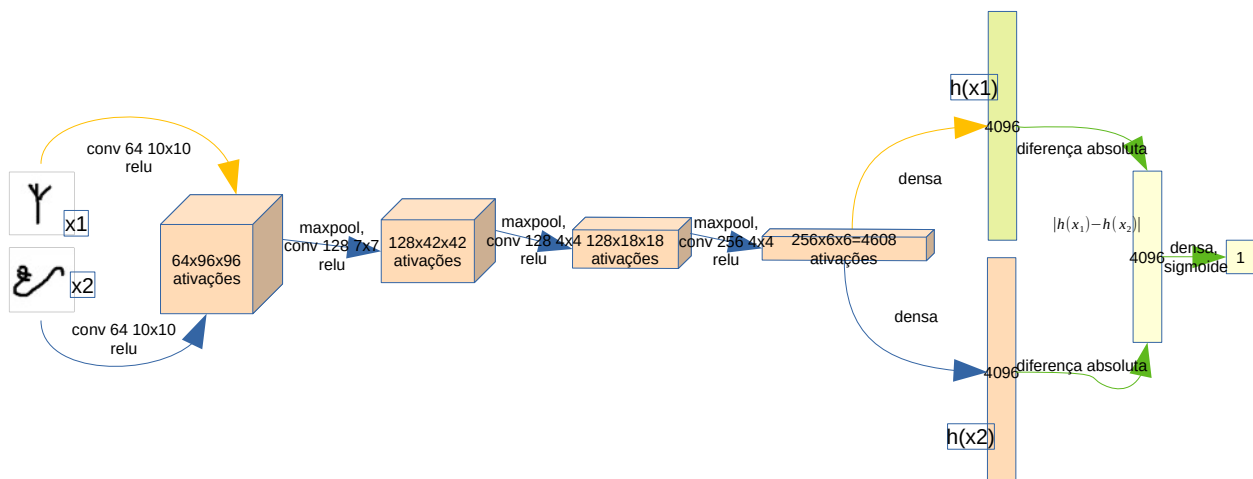 conv 64 10x10
relu
x1
x2
conv 64 10x10
relu
64x96x96
ativações
maxpool,
conv 128 7x7
relu
128x42x42
ativações
maxpool,
conv 128 4x4
relu
128x18x18
ativações
maxpool,
conv 256 4x4
relu
256x6x6=4608
ativações
densa
densa
h(x1)
4096
4096
h(x2)
diferença absoluta
diferença absoluta
|h(x₁)−h(x₂)|
4096
densa,
sigmoide
1